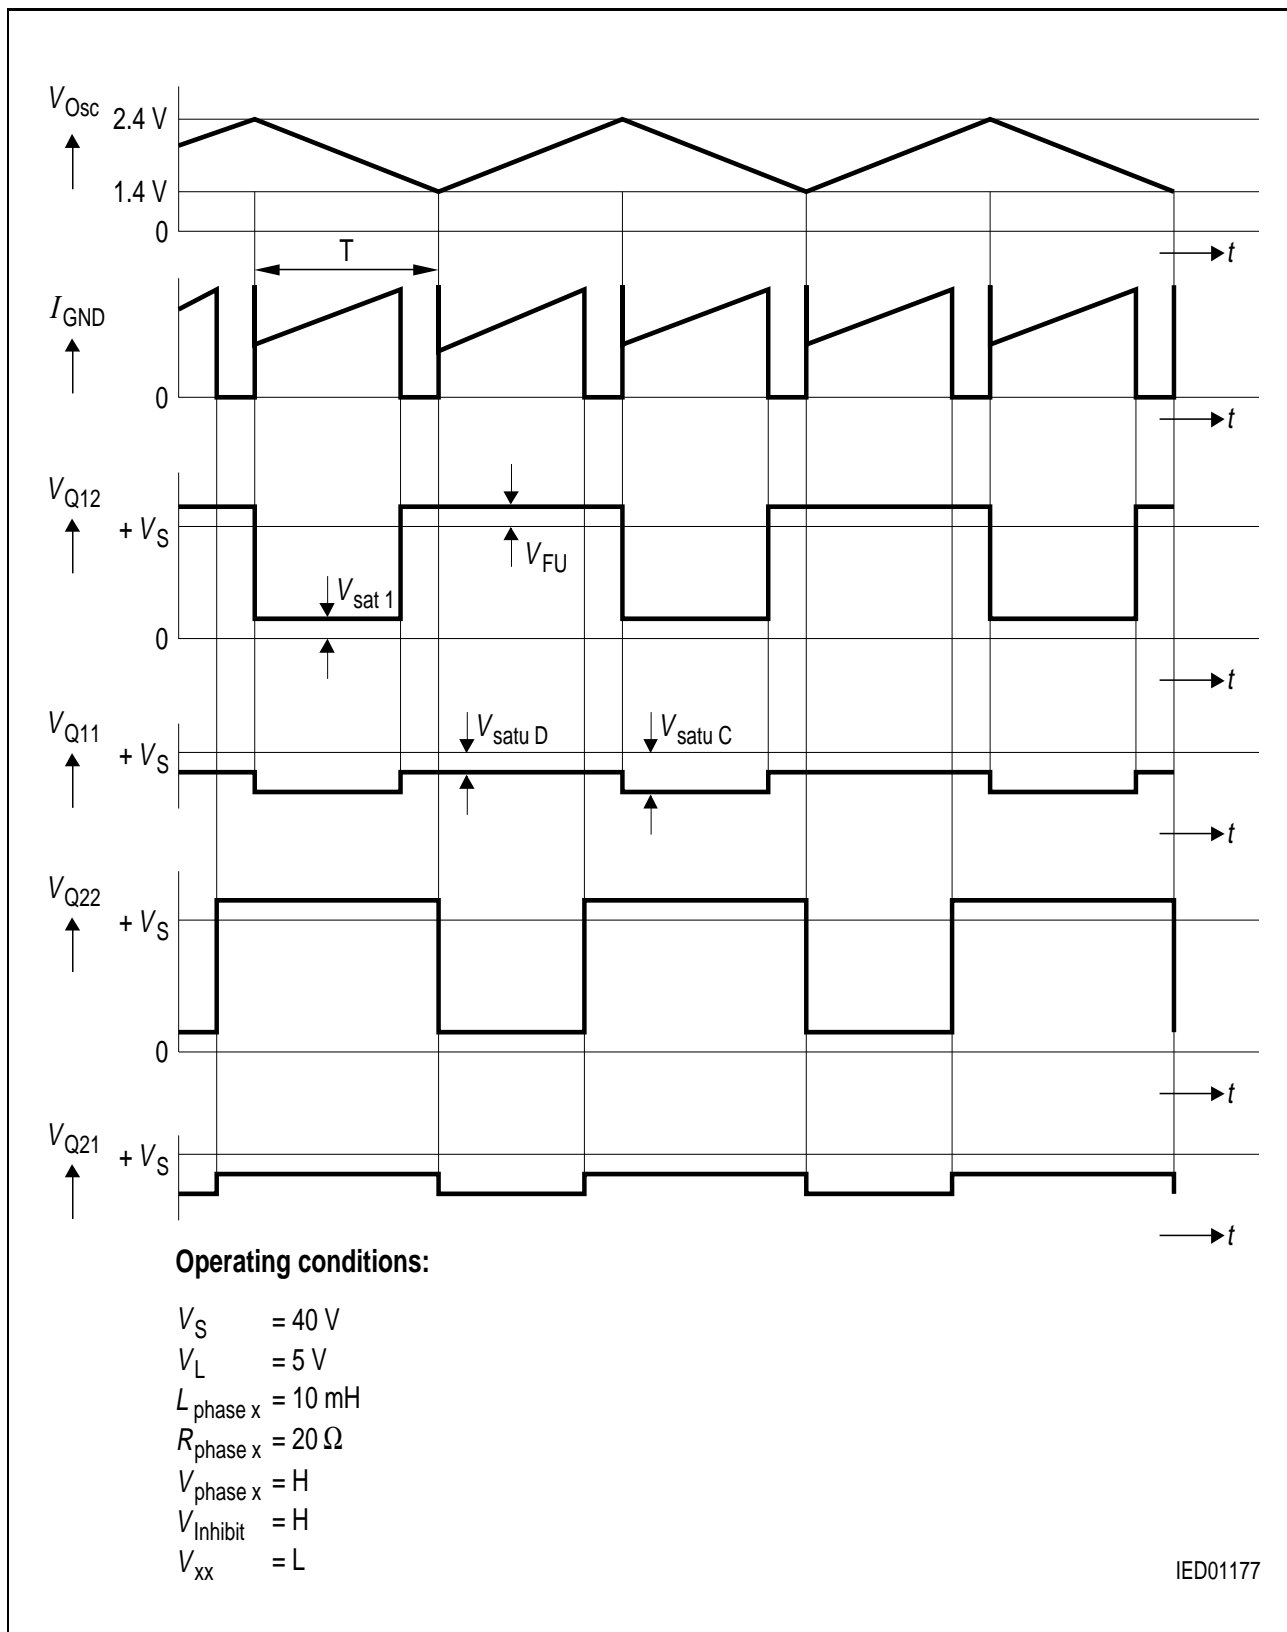 VOsc
2.4 V
1.4 V
0
t
T
IGND
0
t
VQ12
+ VS
VFU
Vsat 1
0
t
VQ11
+ VS
Vsatu D
Vsatu C
t
VQ22
+ VS
0
t
VQ21
+ VS
t
Operating conditions:
VS = 40 V
VL = 5 V
Lphase x = 10 mH
Rphase x = 20 Ω
Vphase x = H
VInhibit = H
Vxx = L
IED01177